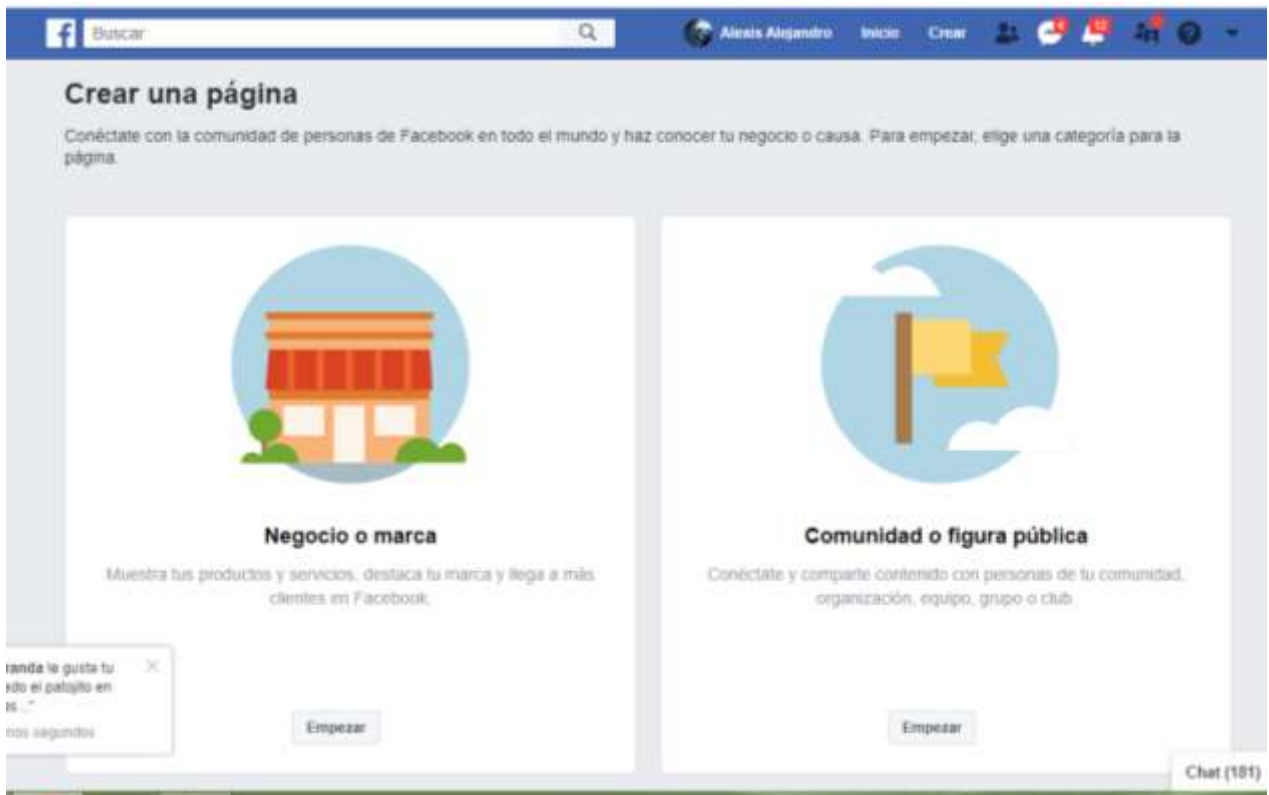 f
Buscar
Alexis Alejandro Inicio Crear
Crear una página
Conéctate con la comunidad de personas de Facebook en todo el mundo y haz conocer tu negocio o causa. Para empezar, elige una categoría para la
página.
Negocio o marca
Muestra tus productos y servicios, destaca tu marca y llega a más
clientes en Facebook.
Empezar
Comunidad o figura pública
Conéctate y comparte contenido con personas de tu comunidad,
organización, equipo, grupo o club
Empezar
randa le gusta tu
edo el patojito en
os segundos
Chat (181)